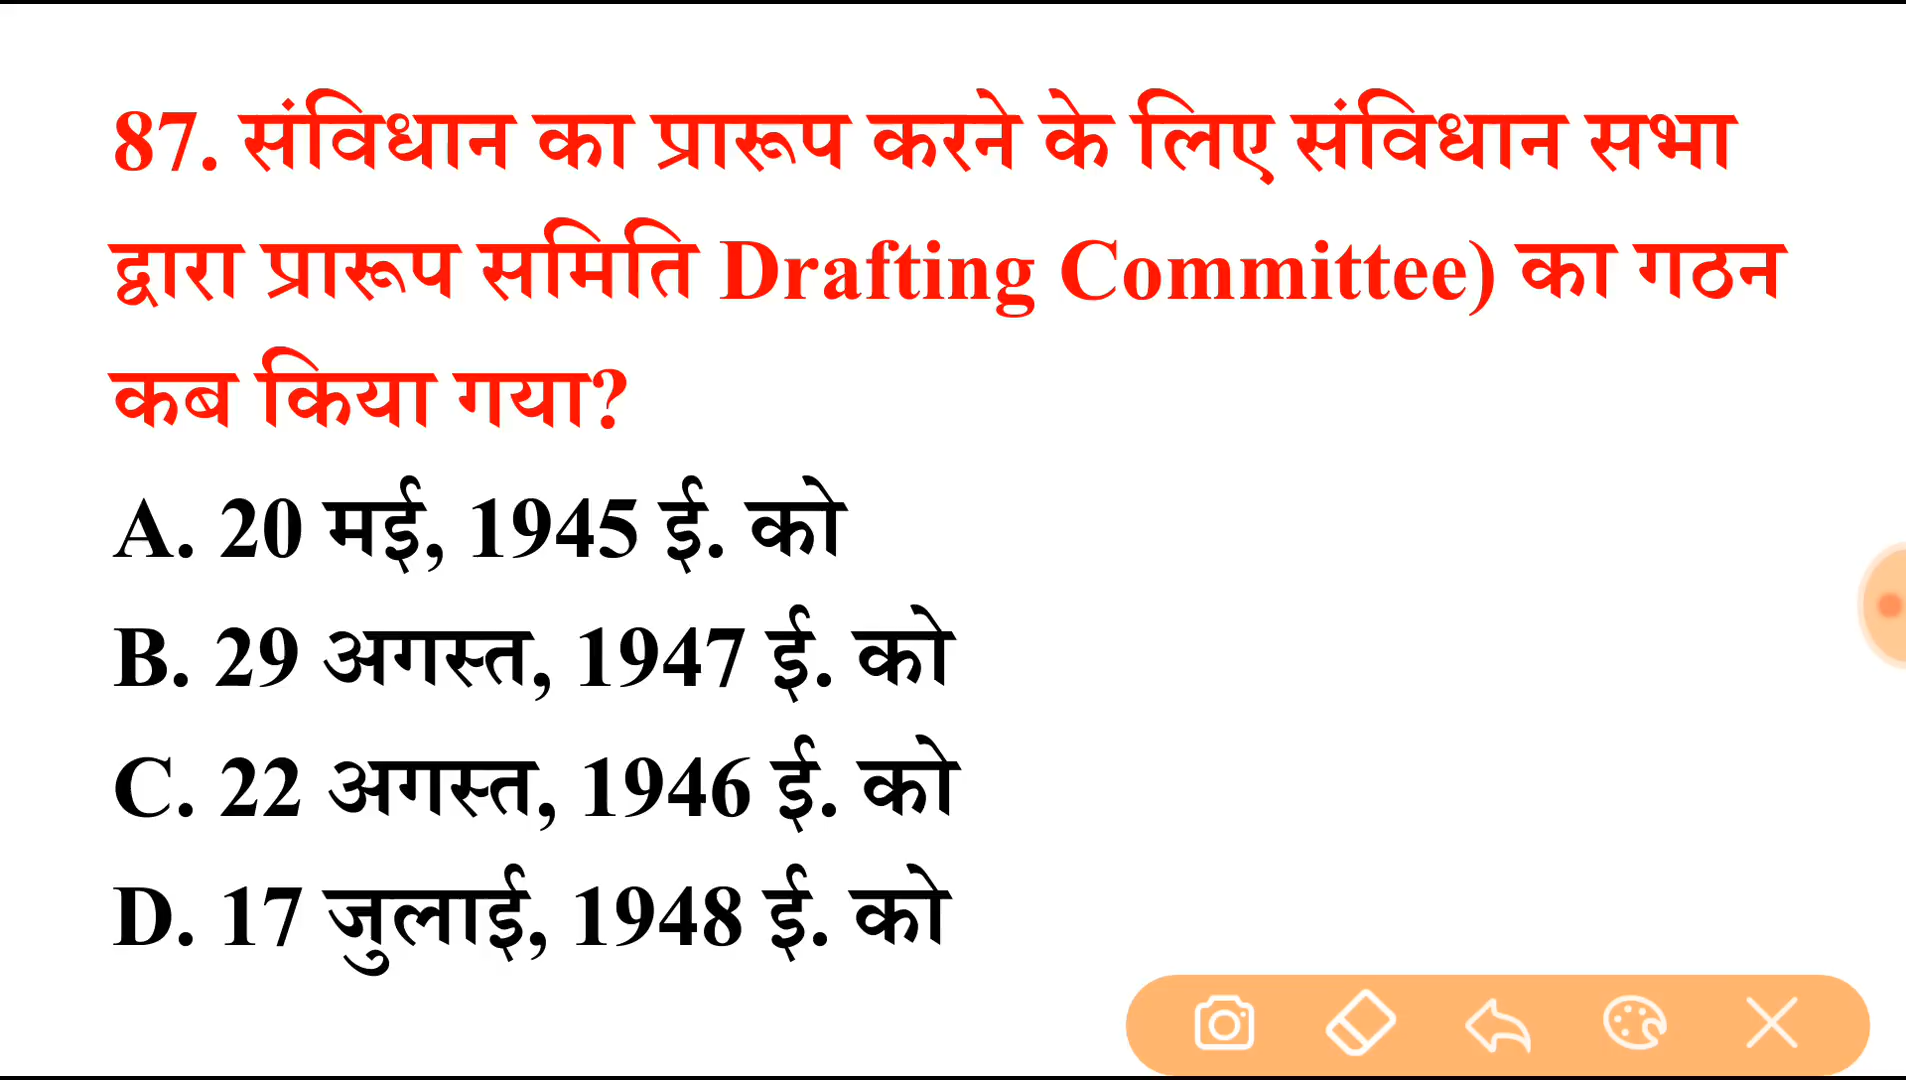 87. संविधान का प्रारूप करने के लिए संविधान सभा
द्वारा प्रारूप समिति Drafting Committee) का गठन
कब किया गया?
A. 20 मई, 1945 ई. को
B. 29 अगस्त, 1947 ई. को
C. 22 अगस्त, 1946 ई. को
D. 17 जुलाई, 1948 ई. को